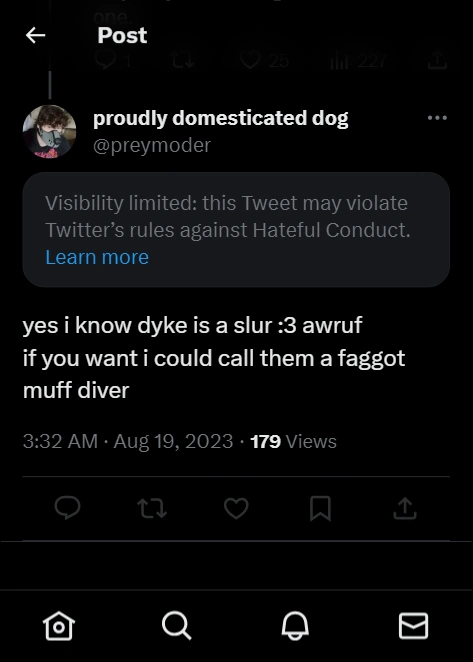 one.
Post
1 25 227
proudly domesticated dog
@preymoder
Visibility limited: this Tweet may violate
Twitter’s rules against Hateful Conduct.
Learn more
yes i know dyke is a slur :3 awruf
if you want i could call them a faggot
muff diver
3:32 AM · Aug 19, 2023 · 179 Views